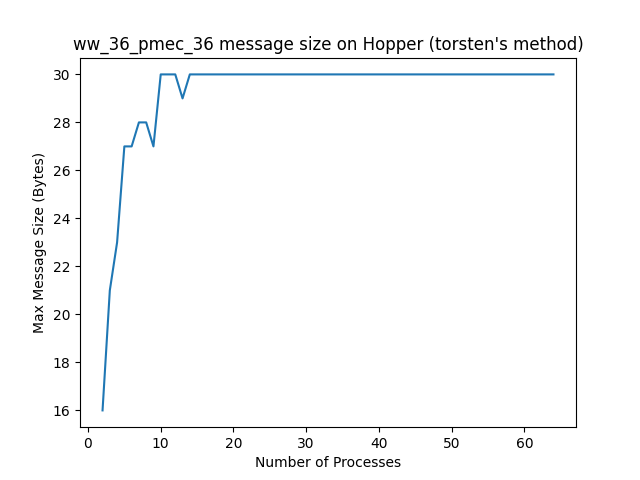 ww_36_pmec_36 message size on Hopper (torsten's method)
Max Message Size (Bytes)
30
28
26
24
22
20
18
16
0 10 20 30 40 50 60
Number of Processes